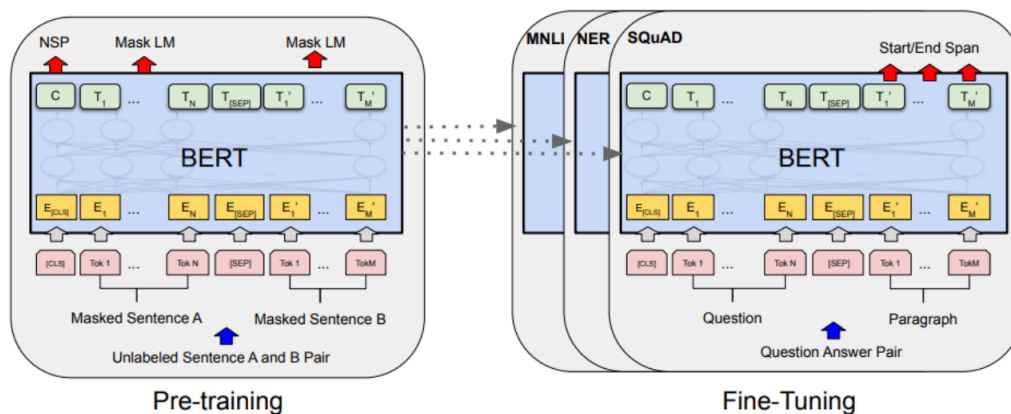 NSP Mask LM Mask LM
C T1 ... TN T[SEP] T1' ... TM'
...
BERT
...
E[CLS] E1 ... EN E[SEP] E1' ... EM'
[CLS] Tok 1 ... Tok N [SEP] Tok 1 ... TokM
Masked Sentence A Masked Sentence B
Unlabeled Sentence A and B Pair
Pre-training
MNLI NER SQuAD
Start/End Span
C T1 ... TN T[SEP] T1' ... TM'
...
BERT
...
E[CLS] E1 ... EN E[SEP] E1' ... EM'
[CLS] Tok 1 ... Tok N [SEP] Tok 1 ... TokM
Question Paragraph
Question Answer Pair
Fine-Tuning